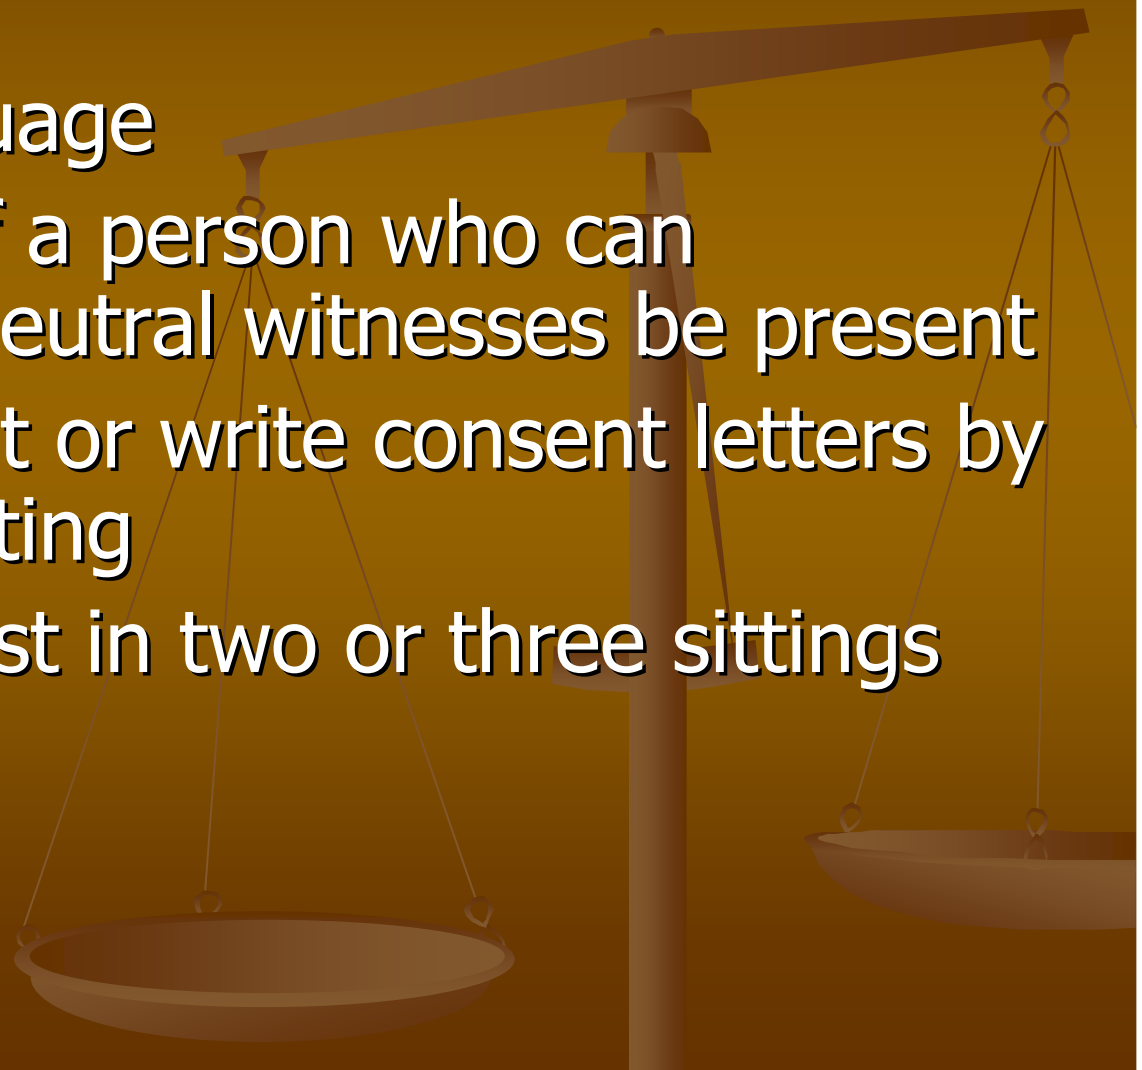 uage
f a person who can
eutral witnesses be present
t or write consent letters by
ting
st in two or three sittings